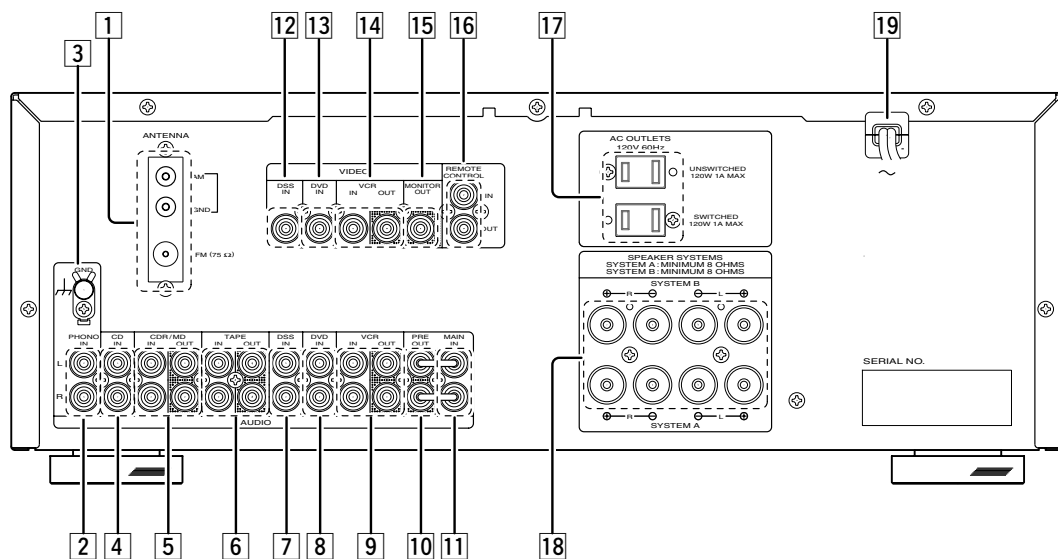 1
12
13
14
15
16
17
19
3
ANTENNA
AM
GND
FM (75 Ω)
VIDEO
REMOTE
CONTROL
DSS
IN
DVD
IN
VCR
IN
OUT
MONITOR
OUT
IN
OUT
AC OUTLETS
120V 60Hz
UNSWITCHED
120W 1A MAX
SWITCHED
120W 1A MAX
~
SPEAKER SYSTEMS
SYSTEM A : MINIMUM 8 OHMS
SYSTEM B : MINIMUM 8 OHMS
SYSTEM B
+ R −
− L +
+ R −
− L +
SYSTEM A
GND
PHONO
IN
CD
IN
CDR/MD
IN
OUT
TAPE
IN
OUT
DSS
IN
DVD
IN
VCR
IN
OUT
PRE
OUT
MAIN
IN
L
R
AUDIO
SERIAL NO.
2
4
5
6
7
8
9
10
11
18